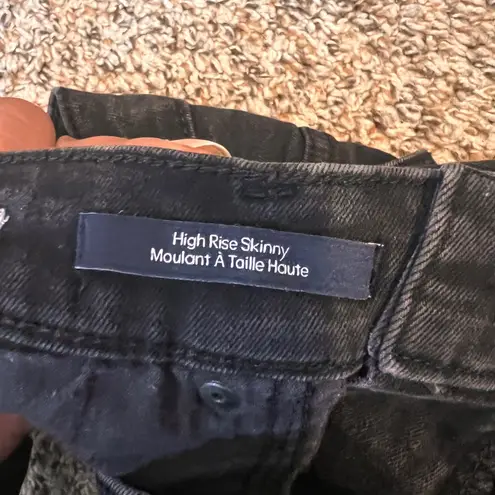 High Rise Skinny
Moulant À Taille Haute